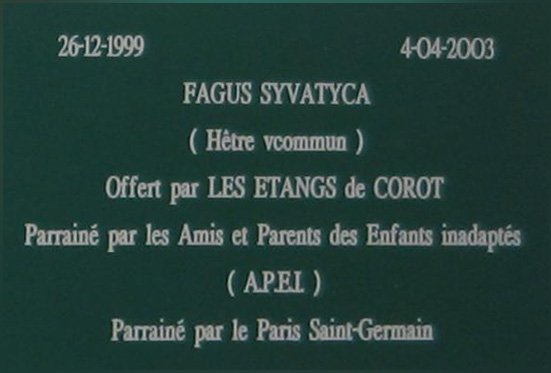 26-12-1999 4-04-2003
FAGUS SYVATYCA
( Hêtre vcommun )
Offert par LES ETANGS de COROT
Parrainé par les Amis et Parents des Enfants inadaptés
( A.P.E.I. )
Parrainé par le Paris Saint-Germain